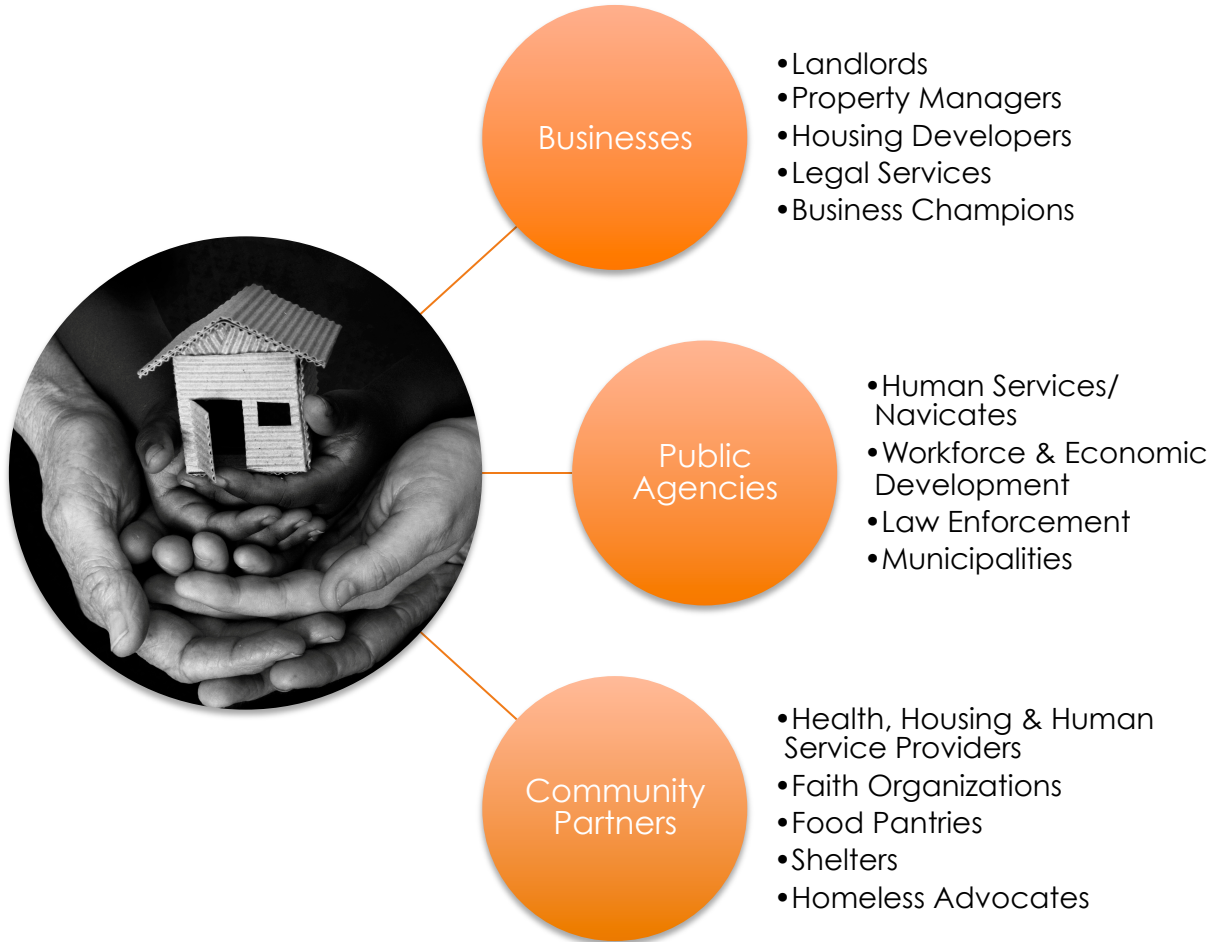 Businesses
•Landlords
•Property Managers
•Housing Developers
•Legal Services
•Business Champions
Public
Agencies
•Human Services/
Navicates
•Workforce & Economic
Development
•Law Enforcement
•Municipalities
Community
Partners
•Health, Housing & Human
Service Providers
•Faith Organizations
•Food Pantries
•Shelters
•Homeless Advocates